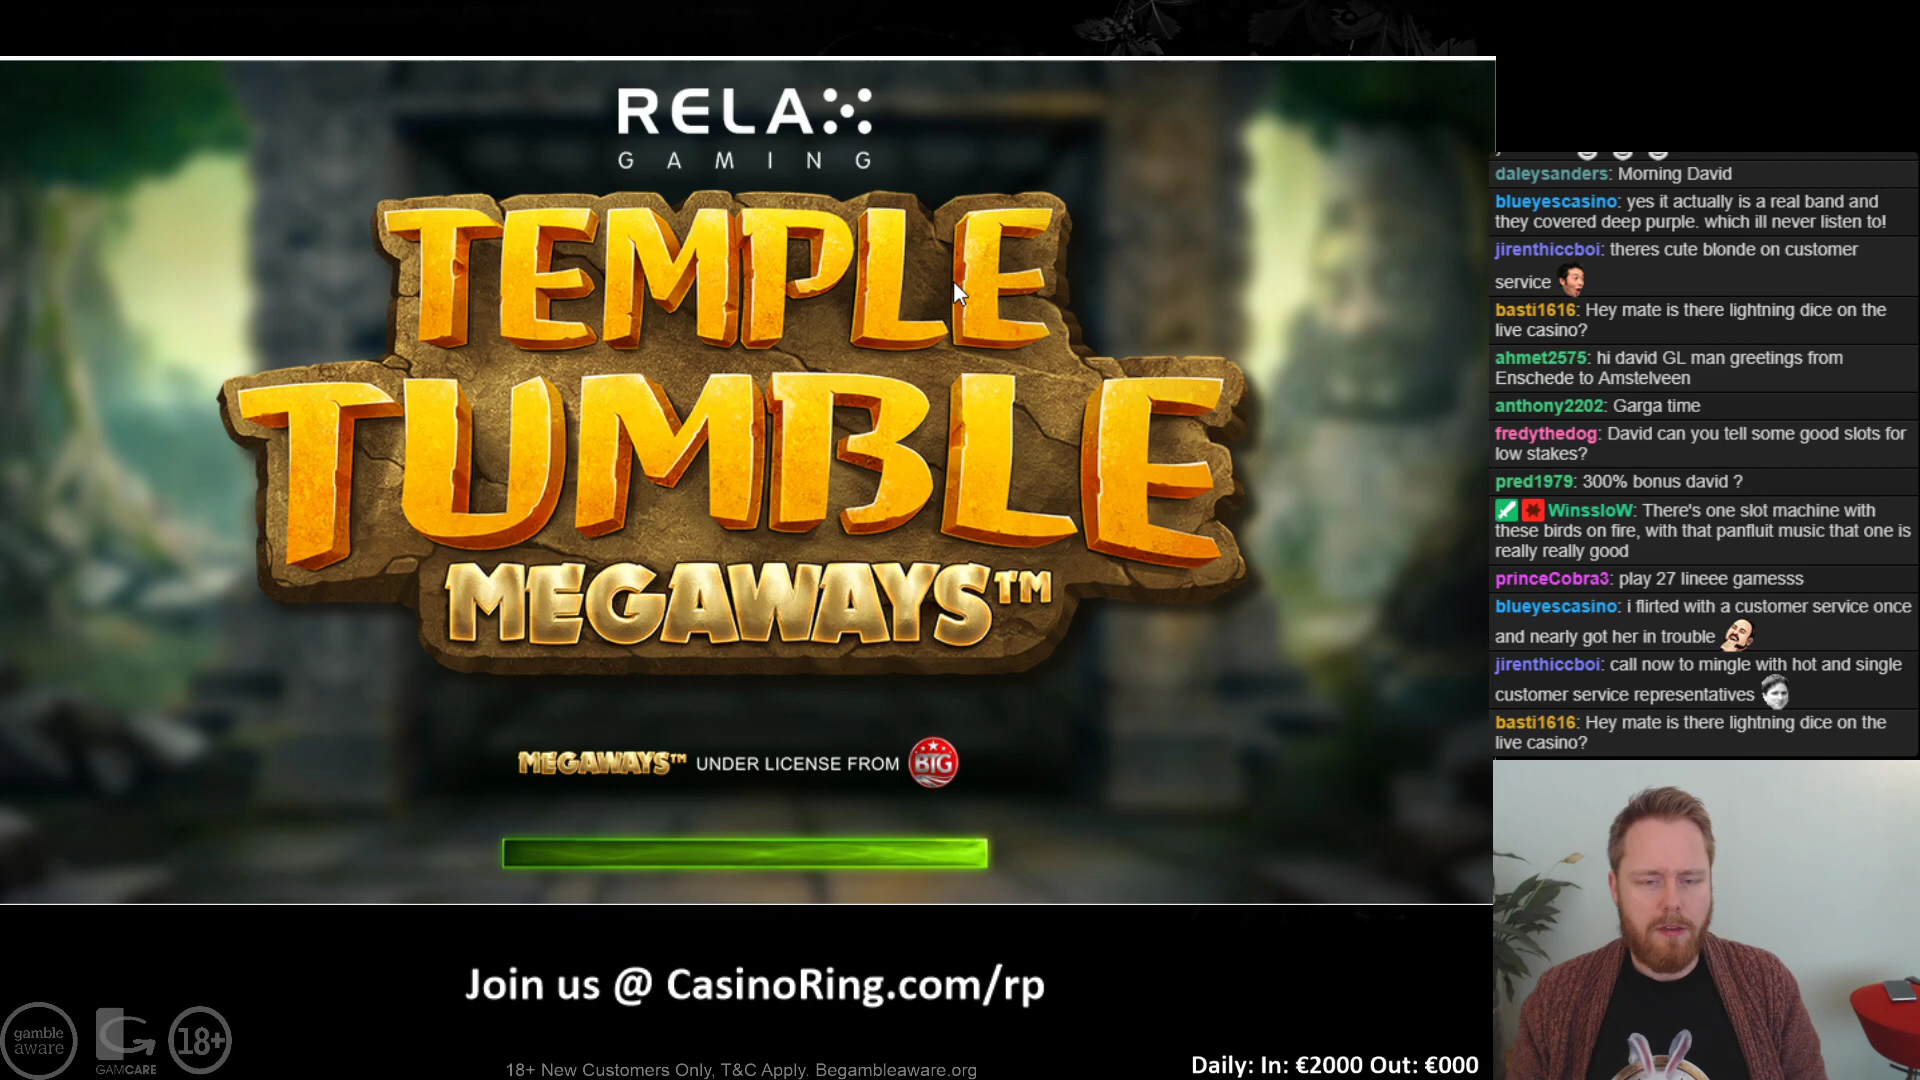 RELAX
GAMING
TEMPLE
TUMBLE
MEGAWAYS™
MEGAWAYS™ UNDER LICENSE FROM BTG
Join us @ CasinoRing.com/rp
gamble
aware
GAMCARE
18+
18+ New Customers Only, T&C Apply. Begambleaware.org
Daily: In: €2000 Out: €000
daleysanders: Morning David
blueyescasino: yes it actually is a real band and
they covered deep purple. which ill never listen to!
jirenthiccboi: theres cute blonde on customer
service
basti1616: Hey mate is there lightning dice on the
live casino?
ahmet2575: hi david GL man greetings from
Enschede to Amstelveen
anthony2202: Garga time
fredythedog: David can you tell some good slots for
low stakes?
pred1979: 300% bonus david ?
WinssloW: There's one slot machine with
these birds on fire, with that panfluit music that one is
really really good
princeCobra3: play 27 lineee gamesss
blueyescasino: i flirted with a customer service once
and nearly got her in trouble
jirenthiccboi: call now to mingle with hot and single
customer service representatives
basti1616: Hey mate is there lightning dice on the
live casino?